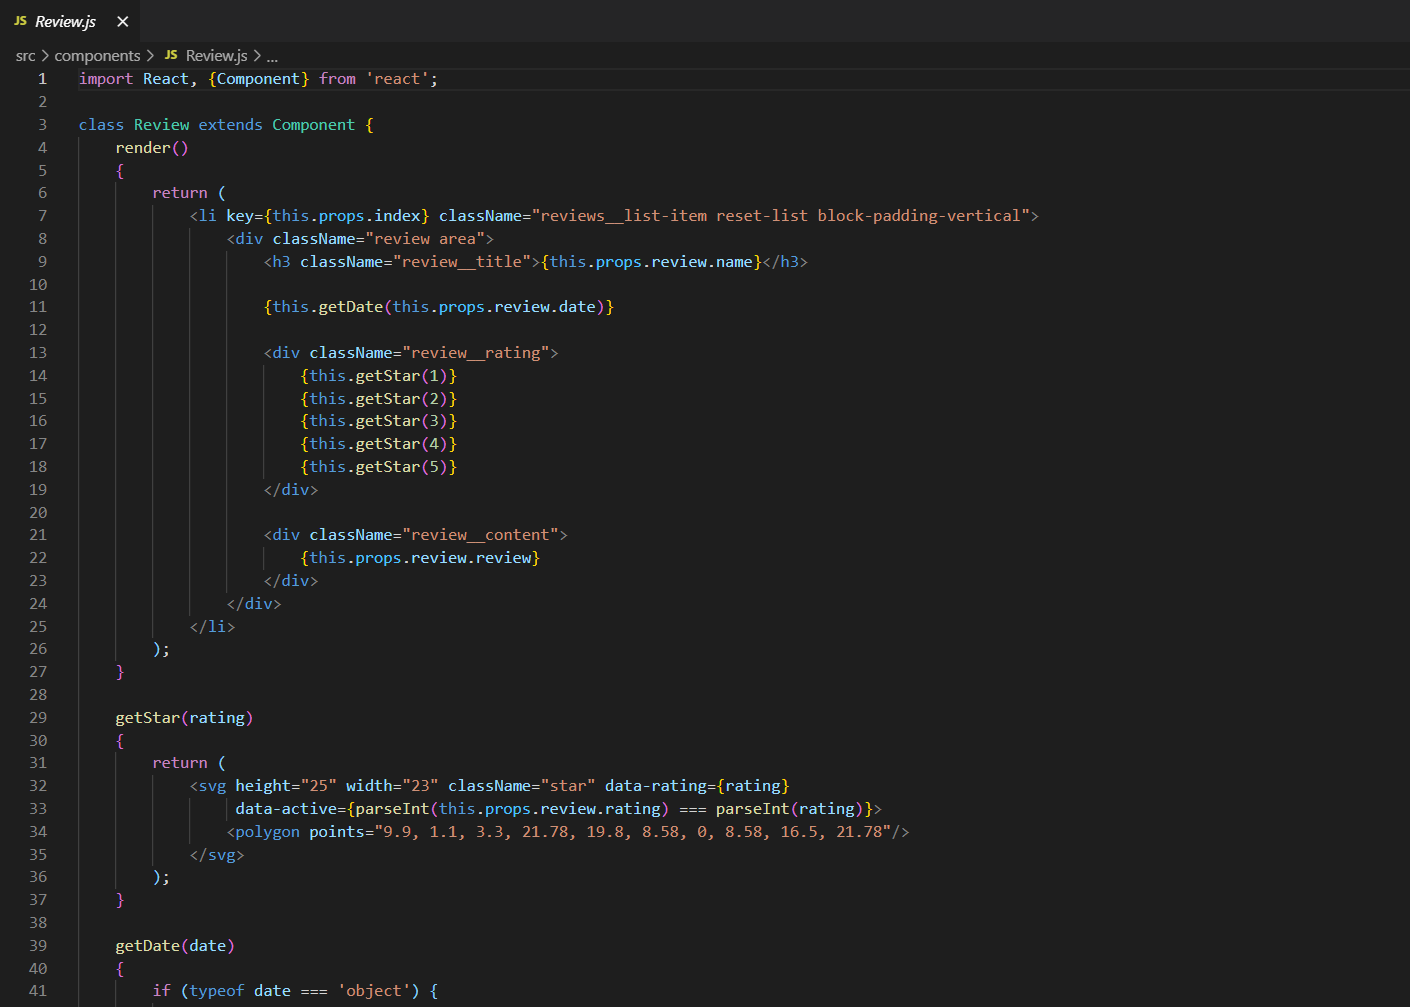 JS Review.js ×
src > components > JS Review.js > ...
1 import React, {Component} from 'react';
2
3 class Review extends Component {
4     render()
5     {
6         return (
7             <li key={this.props.index} className="reviews__list-item reset-list block-padding-vertical">
8                 <div className="review area">
9                     <h3 className="review__title">{this.props.review.name}</h3>
10
11                     {this.getDate(this.props.review.date)}
12
13                     <div className="review__rating">
14                         {this.getStar(1)}
15                         {this.getStar(2)}
16                         {this.getStar(3)}
17                         {this.getStar(4)}
18                         {this.getStar(5)}
19                     </div>
20
21                     <div className="review__content">
22                         {this.props.review.review}
23                     </div>
24                 </div>
25             </li>
26         );
27     }
28
29     getStar(rating)
30     {
31         return (
32             <svg height="25" width="23" className="star" data-rating={rating}
33                  data-active={parseInt(this.props.review.rating) === parseInt(rating)}>
34                 <polygon points="9.9, 1.1, 3.3, 21.78, 19.8, 8.58, 0, 8.58, 16.5, 21.78"/>
35             </svg>
36         );
37     }
38
39     getDate(date)
40     {
41         if (typeof date === 'object') {